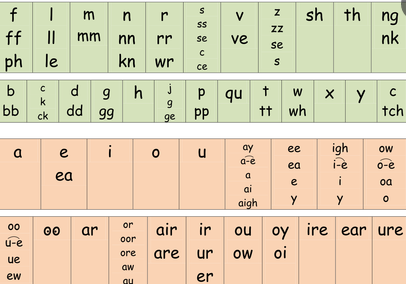 f l m n r s v z sh th ng
ff ll mm nn rr ss ve zz nk
ph le kn wr se se
c s
ce
b c d g h j p qu t w x y c
bb k dd gg g pp tt wh tch
ck ge
a e i o u ay ee igh ow
ea a-e ea i-e o-e
a e i oa
ai y y o
aigh
oo oo ar or air ir ou oy ire ear ure
u-e oor are ur ow oi
ue ore er
ew aw
au